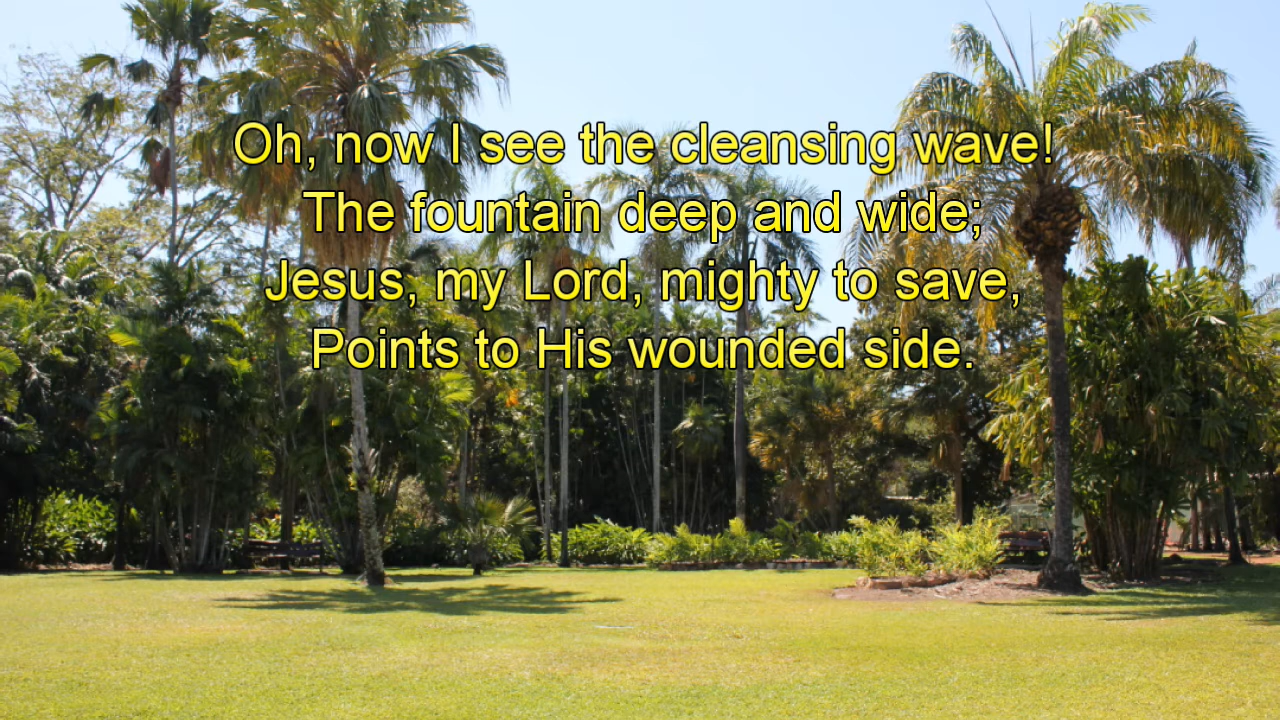 Oh, now I see the cleansing wave!
The fountain deep and wide;
Jesus, my Lord, mighty to save,
Points to His wounded side.